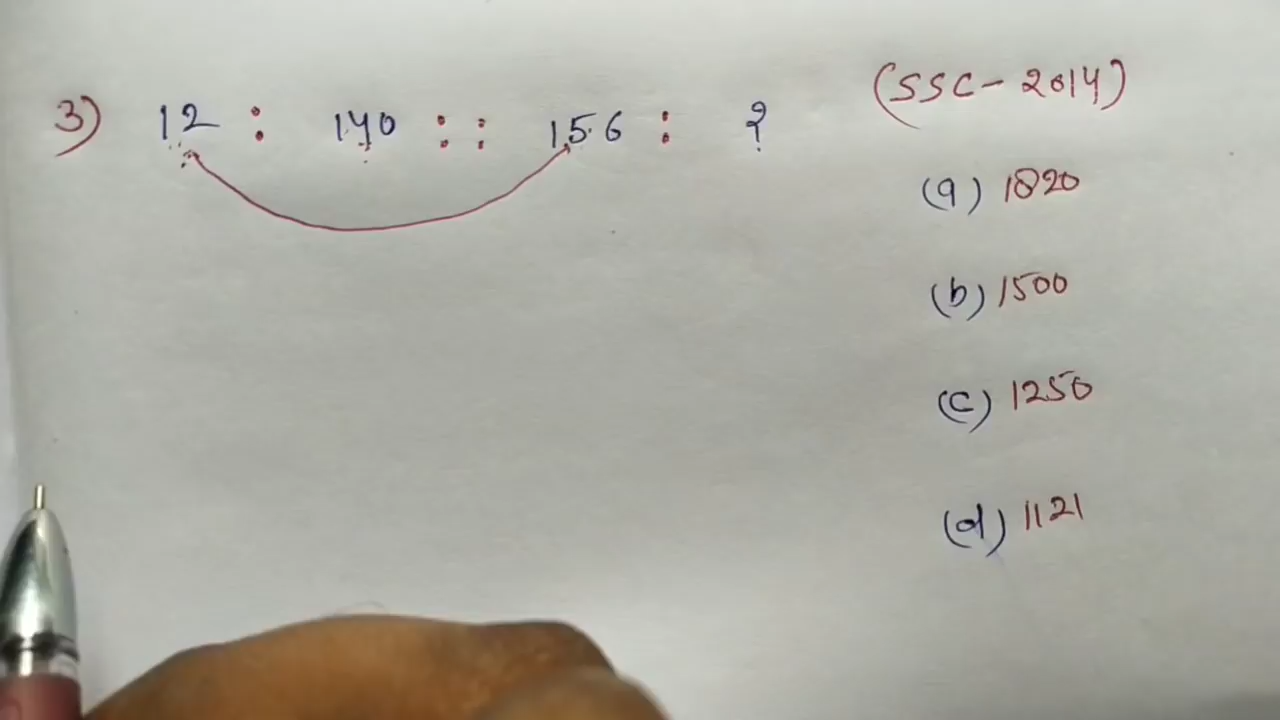 (SSC-2014)
3) 12 : 140 :: 156 : ?
(a) 1820
(b) 1500
(c) 1250
(d) 1121